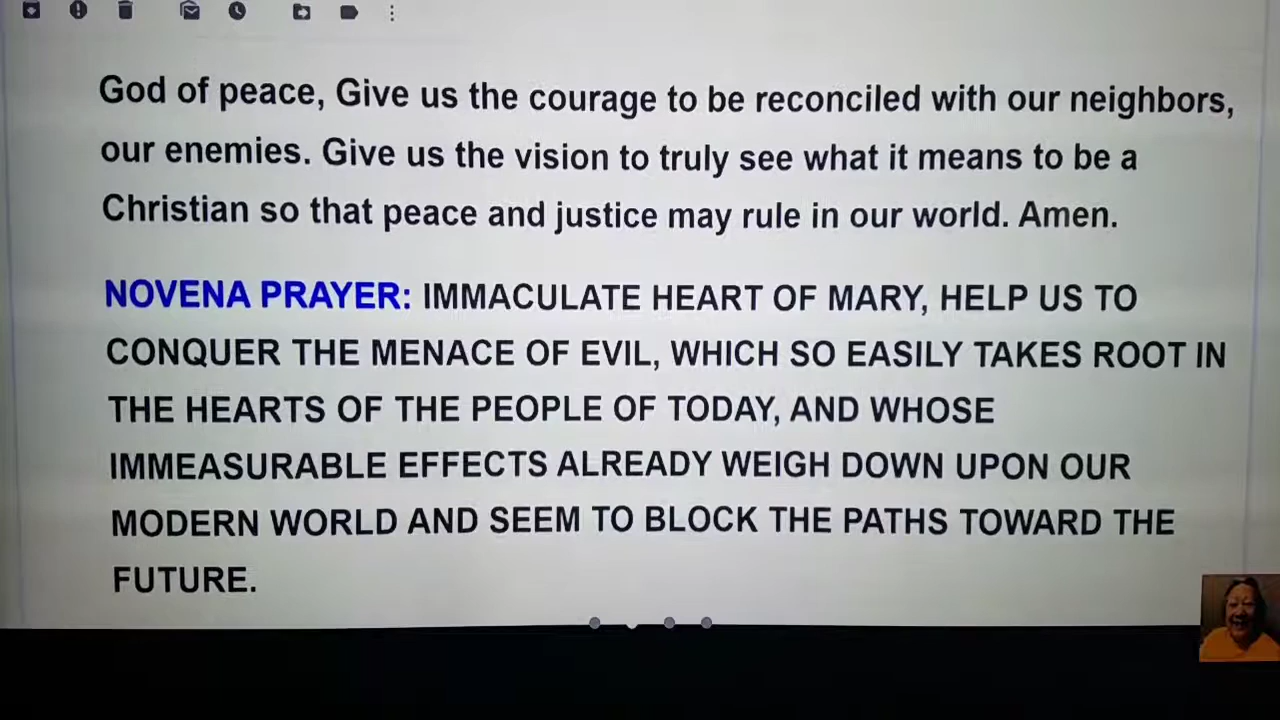 God of peace, Give us the courage to be reconciled with our neighbors,
our enemies. Give us the vision to truly see what it means to be a
Christian so that peace and justice may rule in our world. Amen.
NOVENA PRAYER: IMMACULATE HEART OF MARY, HELP US TO
CONQUER THE MENACE OF EVIL, WHICH SO EASILY TAKES ROOT IN
THE HEARTS OF THE PEOPLE OF TODAY, AND WHOSE
IMMEASURABLE EFFECTS ALREADY WEIGH DOWN UPON OUR
MODERN WORLD AND SEEM TO BLOCK THE PATHS TOWARD THE
FUTURE.